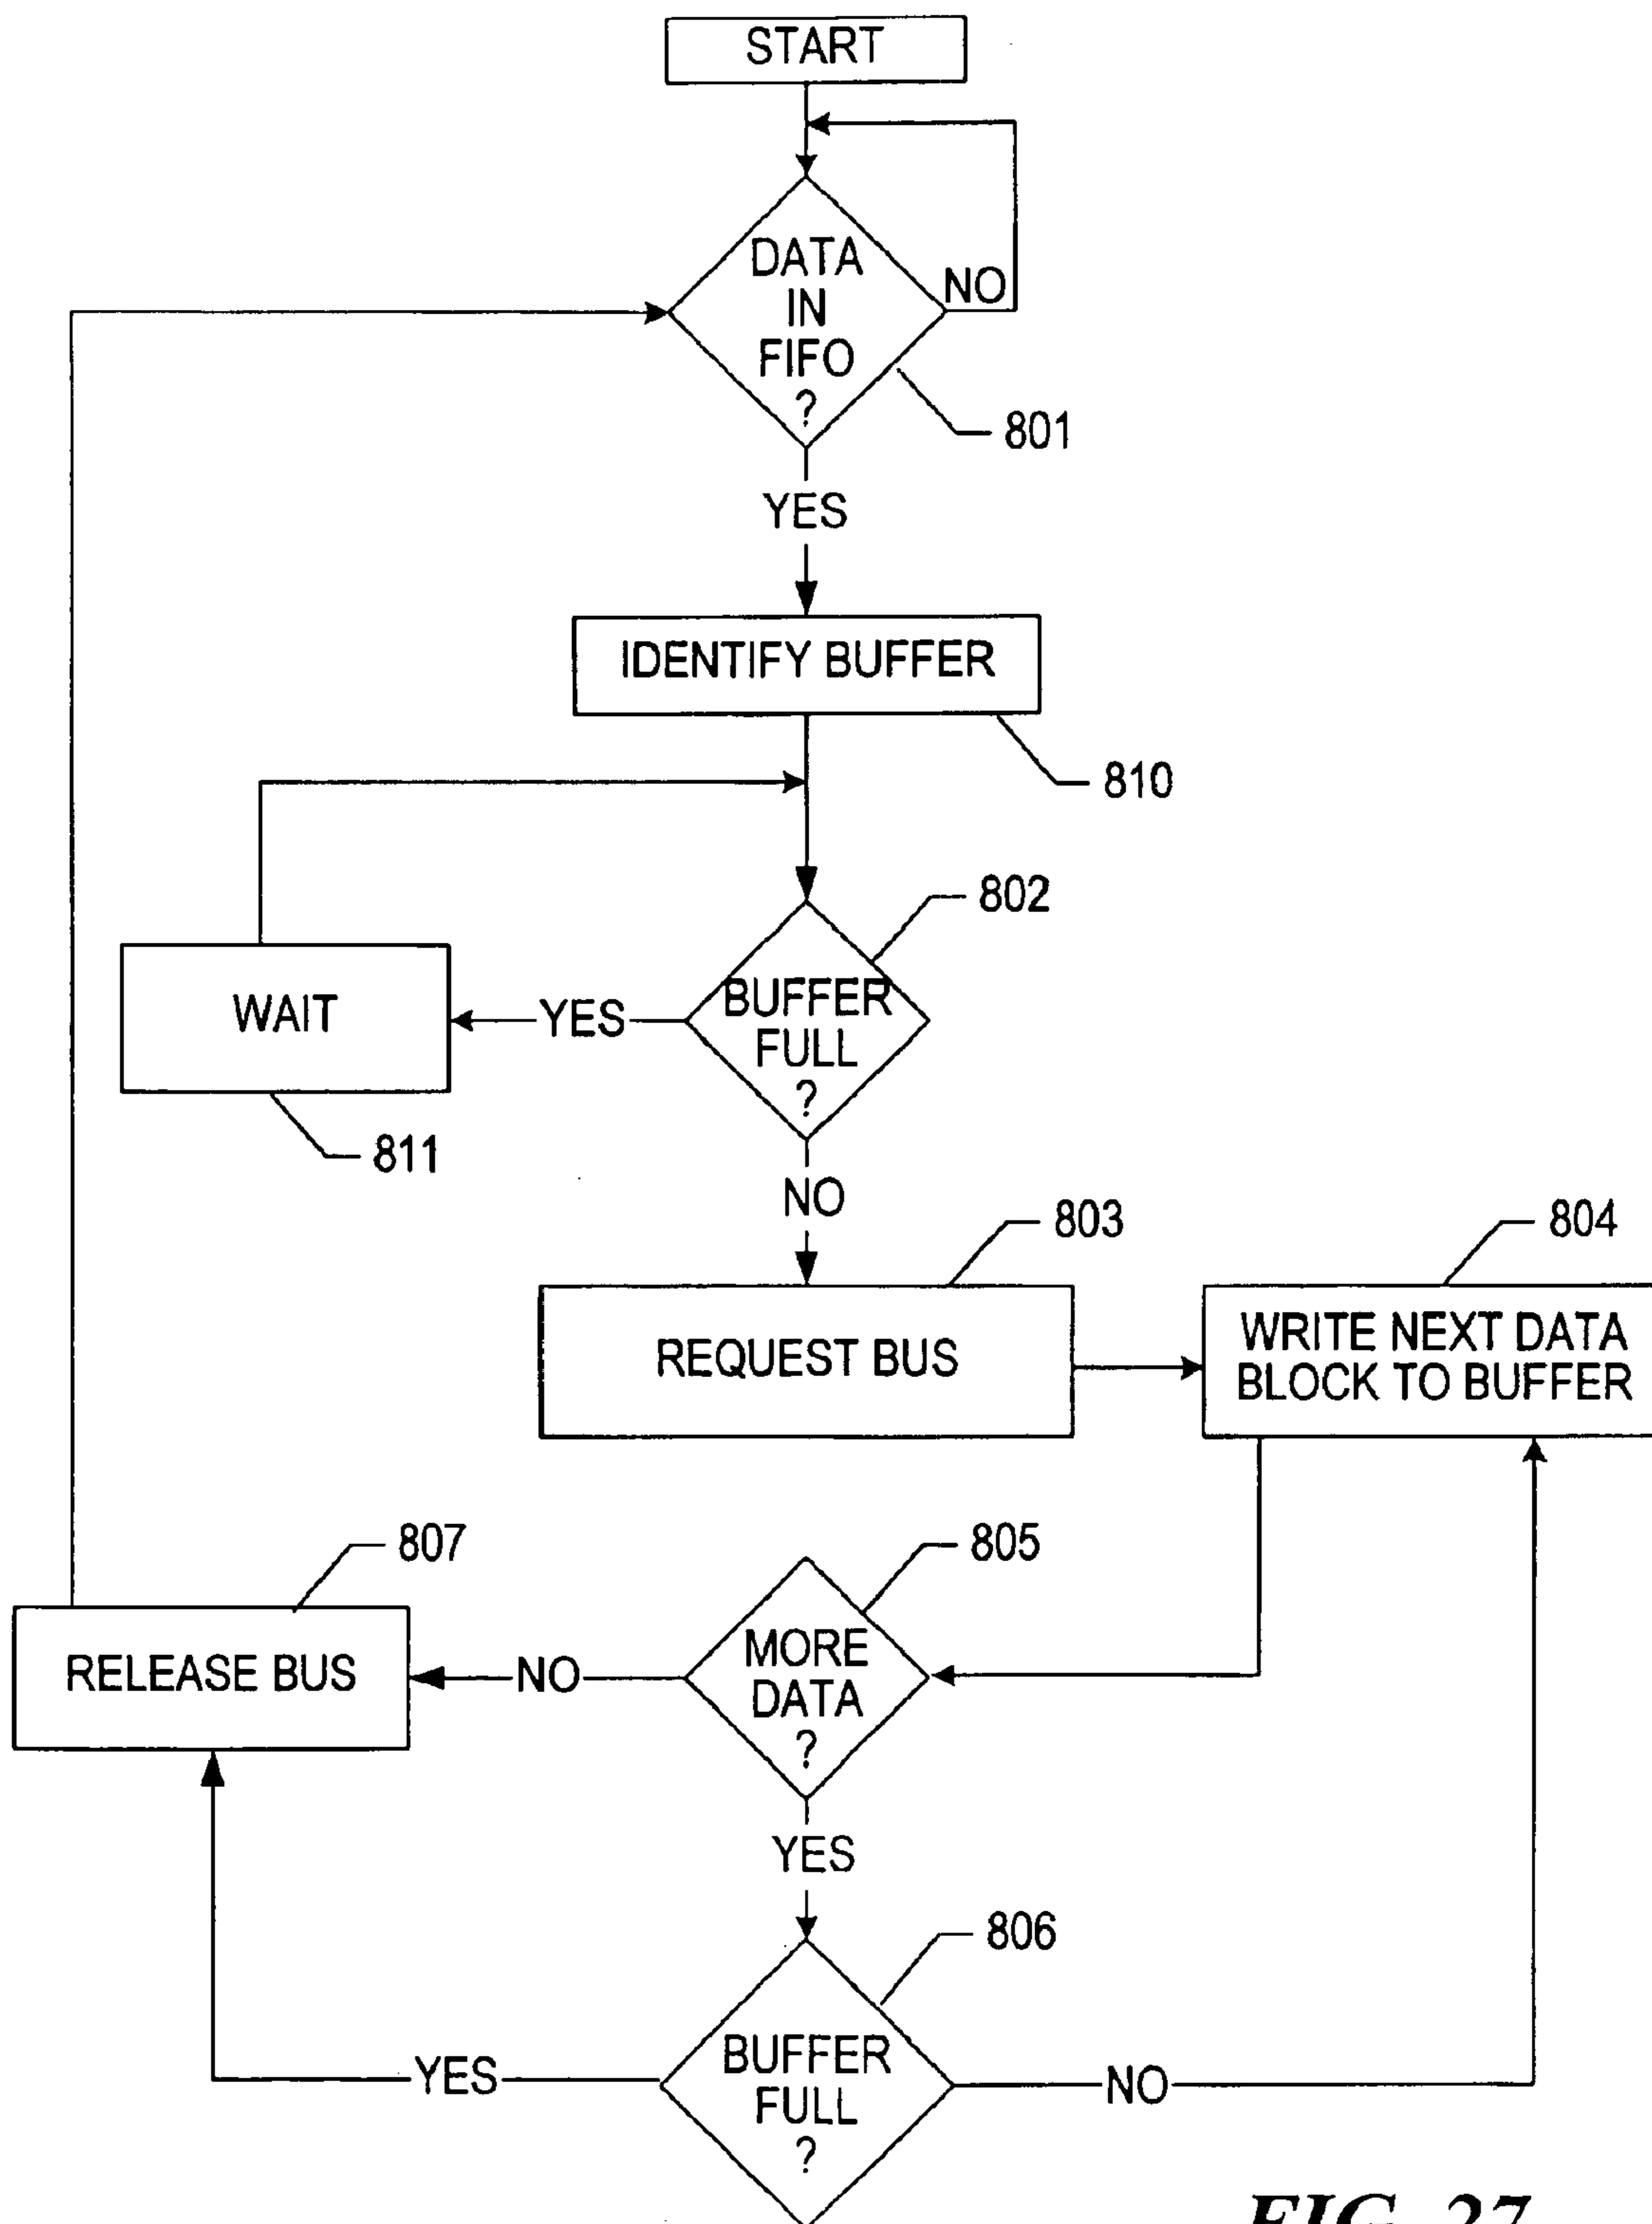 START
DATA
IN
FIFO
?
NO
801
YES
IDENTIFY BUFFER
810
802
BUFFER
FULL
?
YES
WAIT
811
NO
803
REQUEST BUS
804
WRITE NEXT DATA
BLOCK TO BUFFER
805
MORE
DATA
?
NO
807
RELEASE BUS
YES
806
BUFFER
FULL
?
YES
NO
FIG. 27